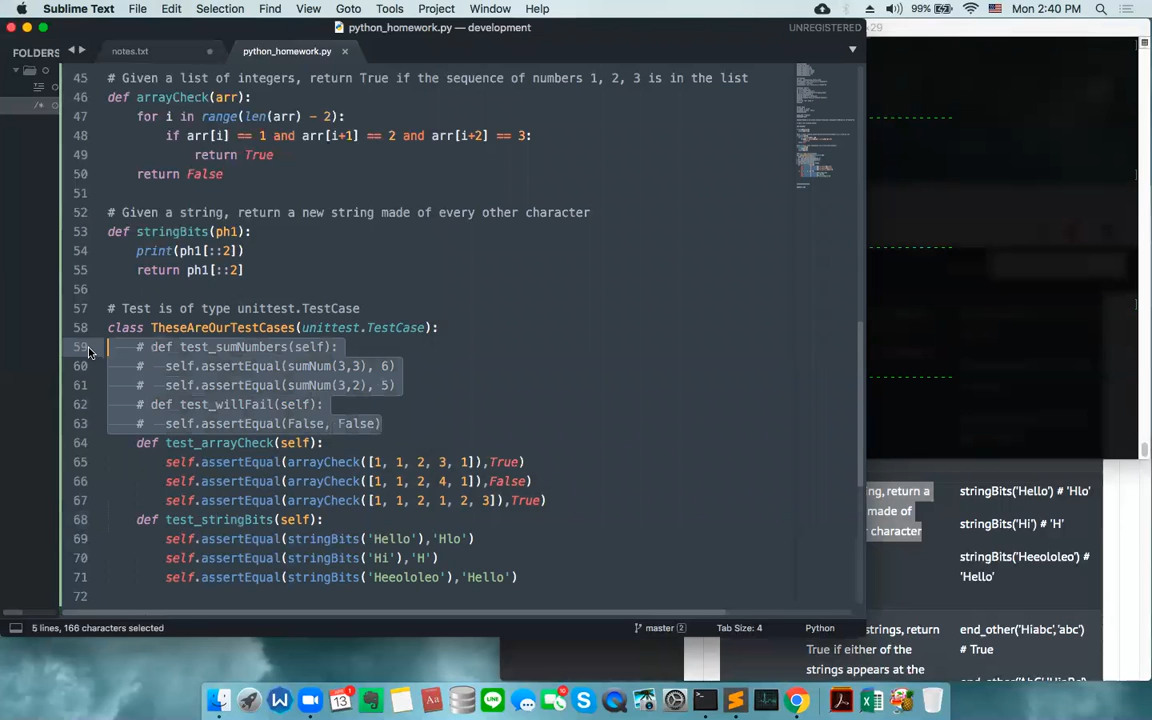 Sublime Text File Edit Selection Find View Goto Tools Project Window Help 99% Mon 2:40 PM
python_homework.py — development UNREGISTERED
FOLDERS notes.txt python_homework.py
45 # Given a list of integers, return True if the sequence of numbers 1, 2, 3 is in the list
46 def arrayCheck(arr):
47 for i in range(len(arr) - 2):
48 if arr[i] == 1 and arr[i+1] == 2 and arr[i+2] == 3:
49 return True
50 return False
51
52 # Given a string, return a new string made of every other character
53 def stringBits(ph1):
54 print(ph1[::2])
55 return ph1[::2]
56
57 # Test is of type unittest.TestCase
58 class TheseAreOurTestCases(unittest.TestCase):
59 # def test_sumNumbers(self):
60 # self.assertEqual(sumNum(3,3), 6)
61 # self.assertEqual(sumNum(3,2), 5)
62 # def test_willFail(self):
63 # self.assertEqual(False, False)
64 def test_arrayCheck(self):
65 self.assertEqual(arrayCheck([1, 1, 2, 3, 1]),True)
66 self.assertEqual(arrayCheck([1, 1, 2, 4, 1]),False)
67 self.assertEqual(arrayCheck([1, 1, 2, 1, 2, 3]),True)
68 def test_stringBits(self):
69 self.assertEqual(stringBits('Hello'),'Hlo')
70 self.assertEqual(stringBits('Hi'),'H')
71 self.assertEqual(stringBits('Heeololeo'),'Hello')
72
5 lines, 166 characters selected master 2 Tab Size: 4 Python
ng, return a
made of
character
stringBits('Hello') # 'Hlo'
stringBits('Hi') # 'H'
stringBits('Heeololeo') #
'Hello'
strings, return
True if either of the
strings appears at the
end_other('Hiabc', 'abc')
# True
13 1 10